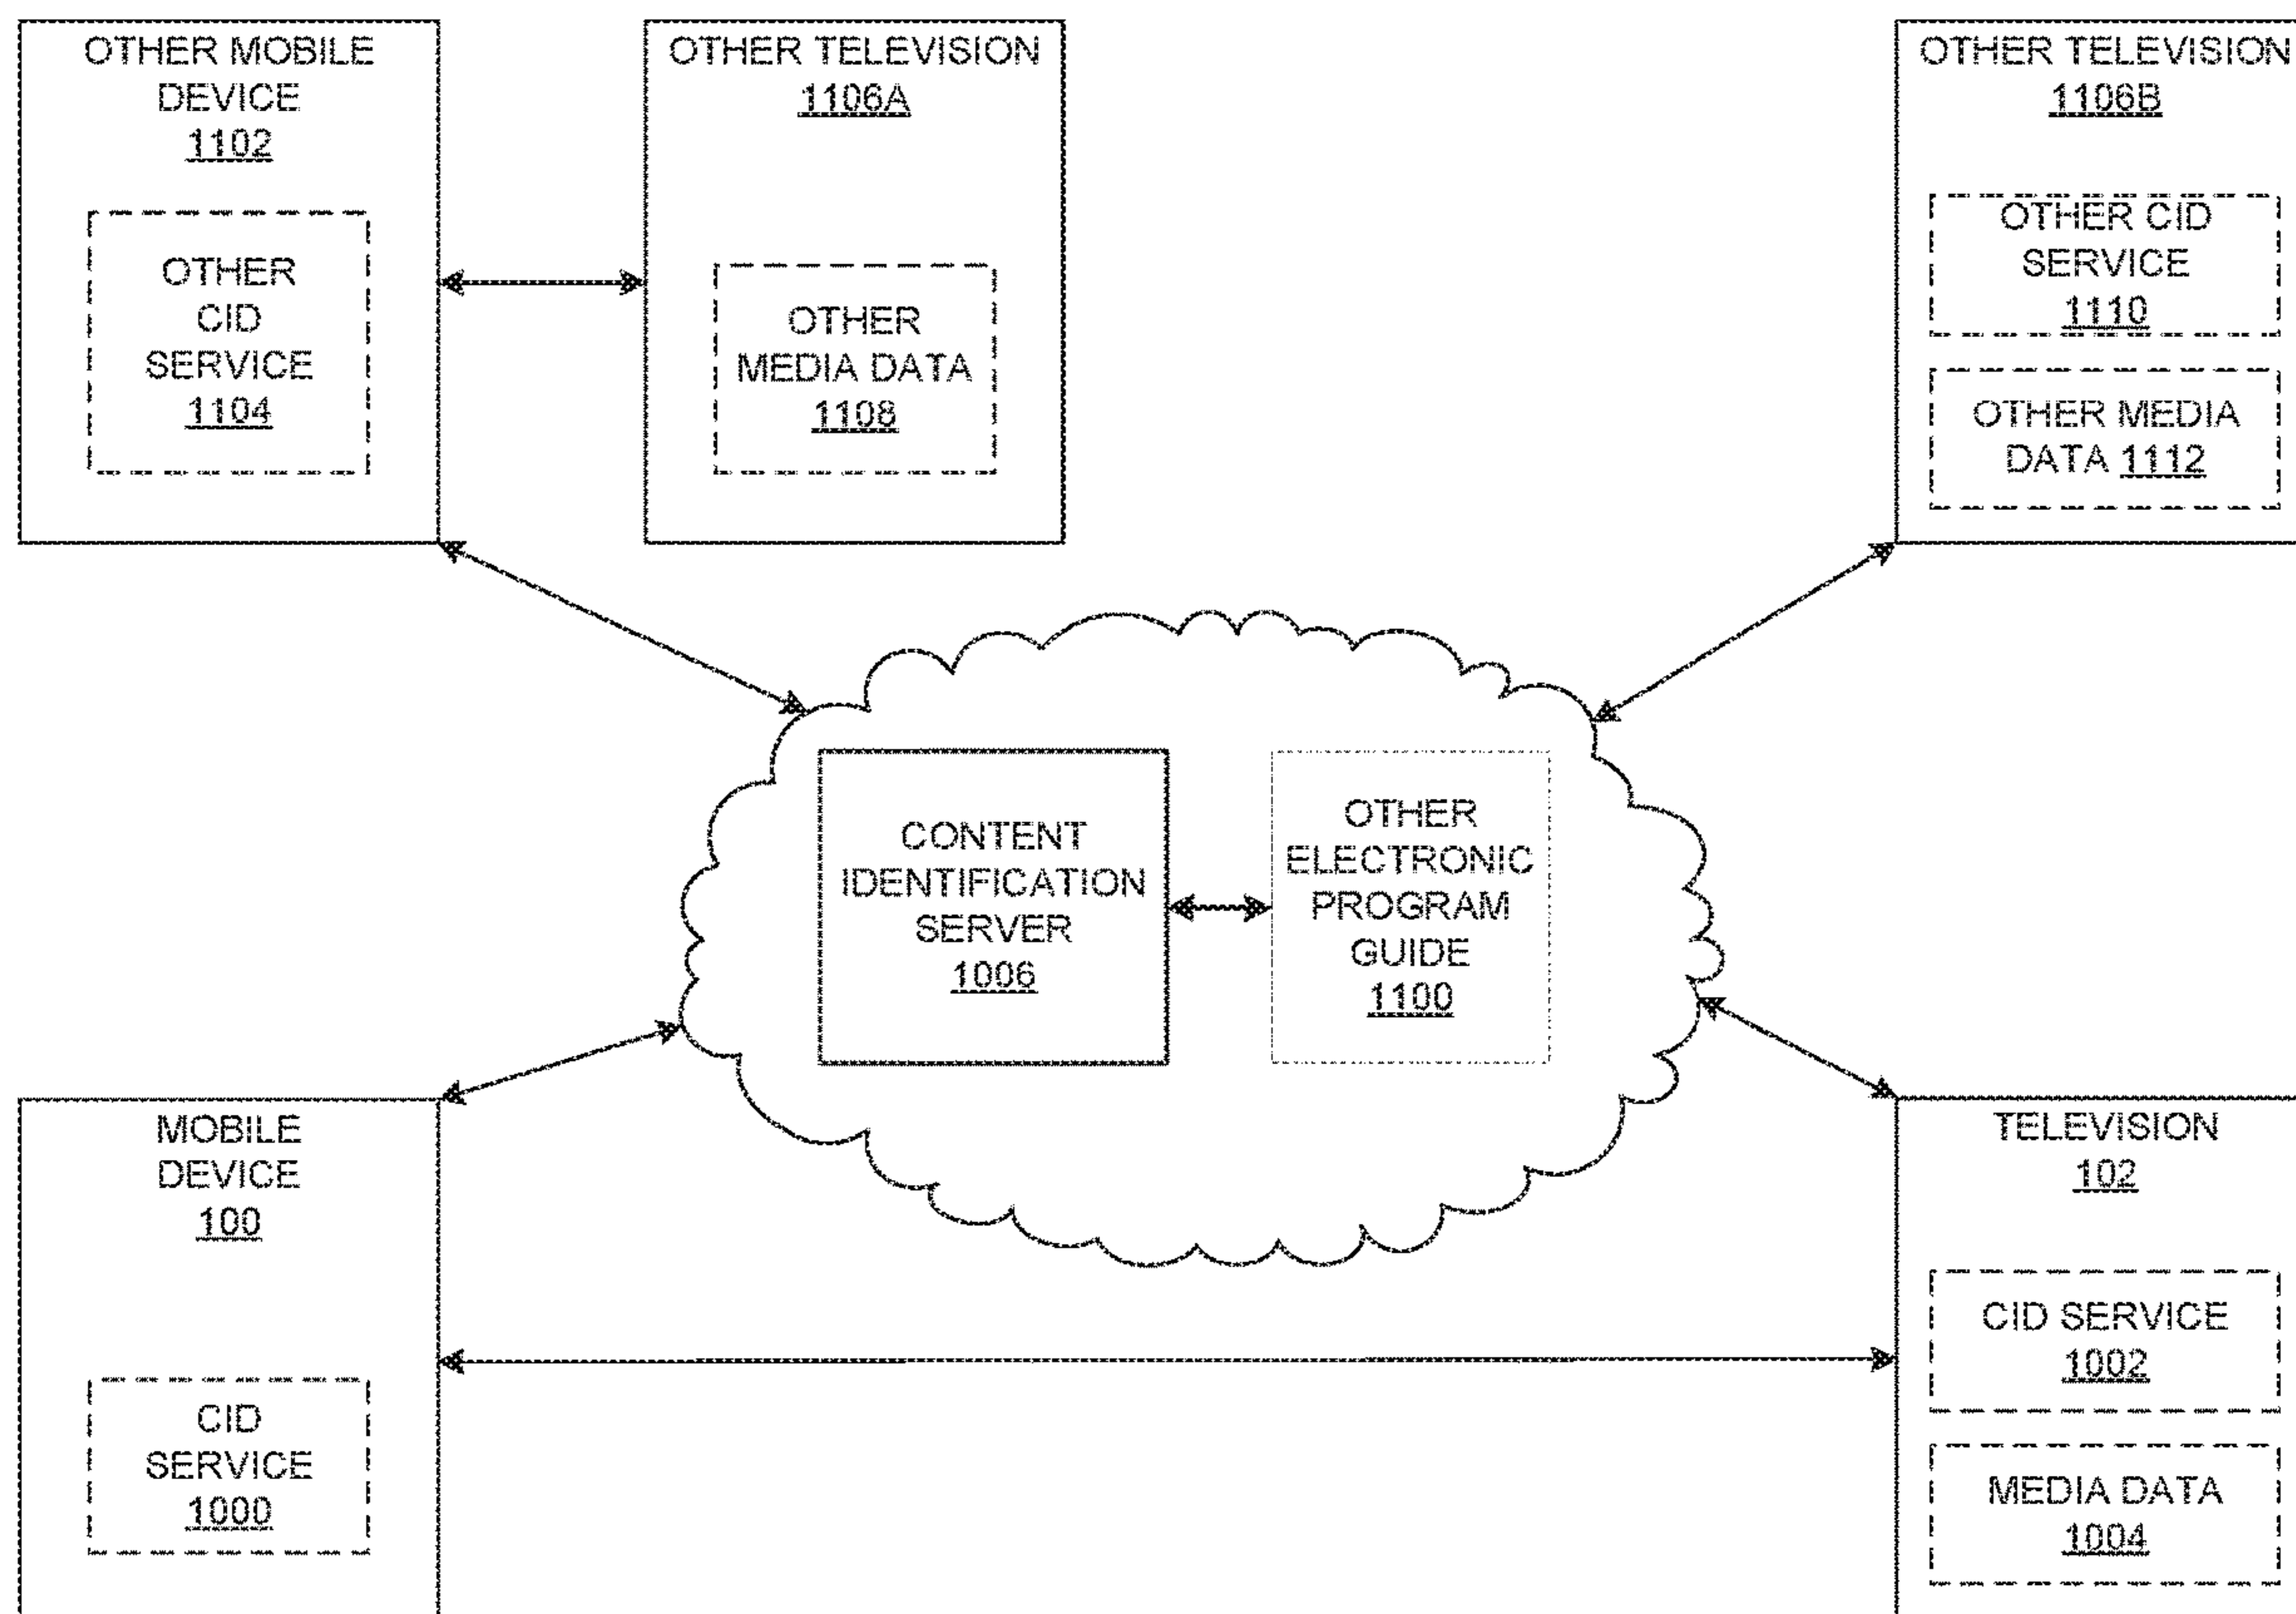 OTHER MOBILE
DEVICE
1102
OTHER
CID
SERVICE
1104
OTHER TELEVISION
1106A
OTHER
MEDIA DATA
1108
OTHER TELEVISION
1106B
OTHER CID
SERVICE
1110
OTHER MEDIA
DATA 1112
CONTENT
IDENTIFICATION
SERVER
1006
OTHER
ELECTRONIC
PROGRAM
GUIDE
1100
MOBILE
DEVICE
100
CID
SERVICE
1000
TELEVISION
102
CID SERVICE
1002
MEDIA DATA
1004